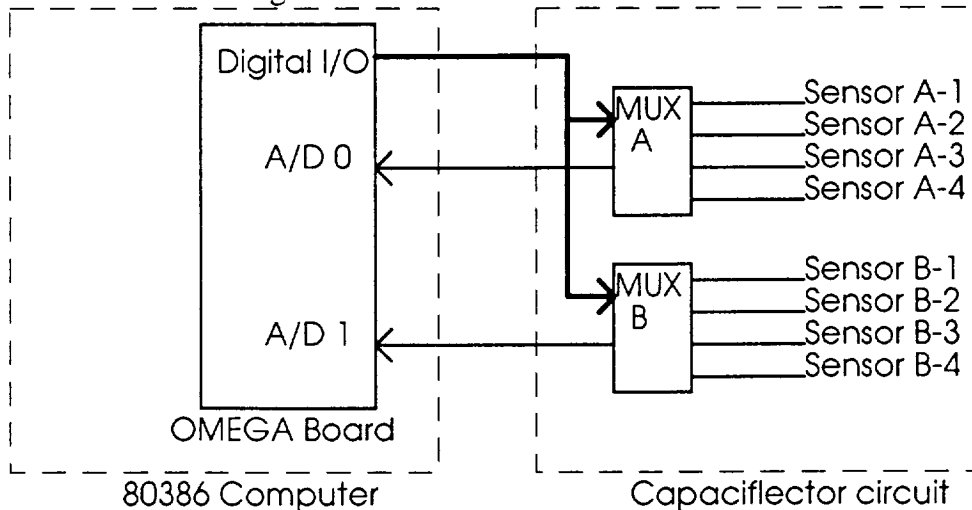 Digital I/O
A/D 0
A/D 1
OMEGA Board
80386 Computer
MUX
A
Sensor A-1
Sensor A-2
Sensor A-3
Sensor A-4
MUX
B
Sensor B-1
Sensor B-2
Sensor B-3
Sensor B-4
Capaciflector circuit